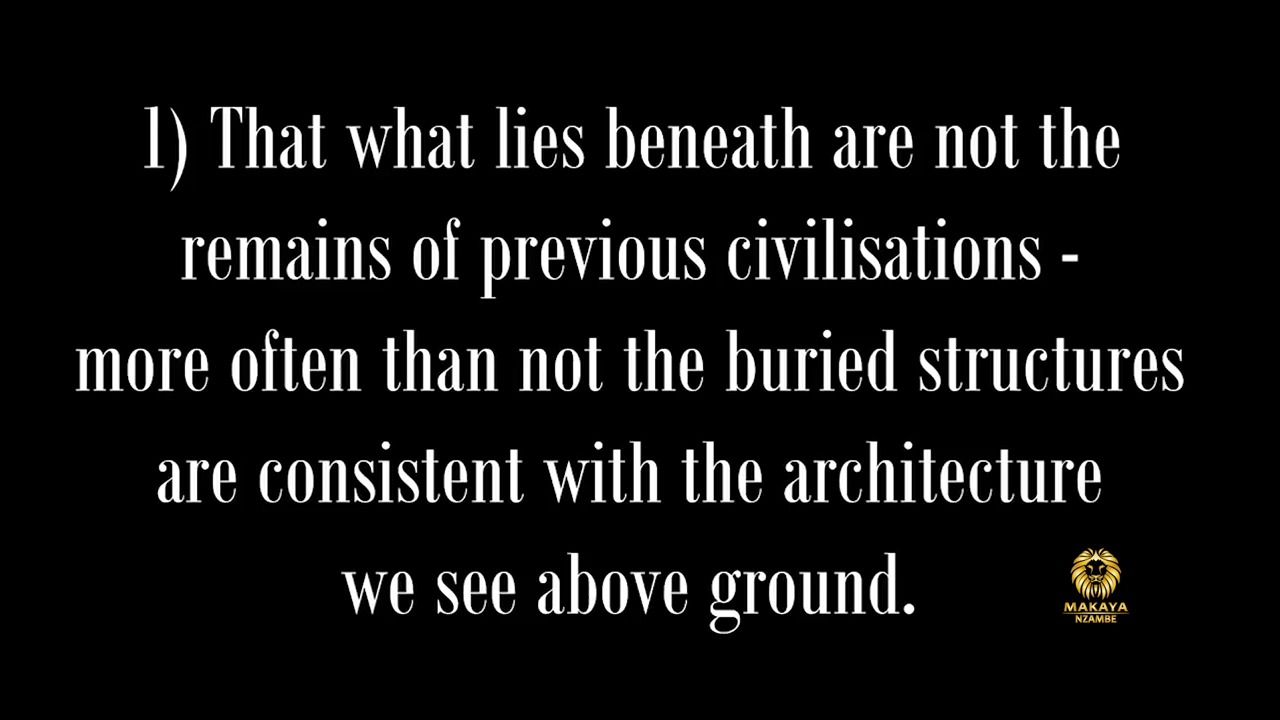 1) That what lies beneath are not the
remains of previous civilisations -
more often than not the buried structures
are consistent with the architecture
we see above ground.
MAKAYA
NZAMBE